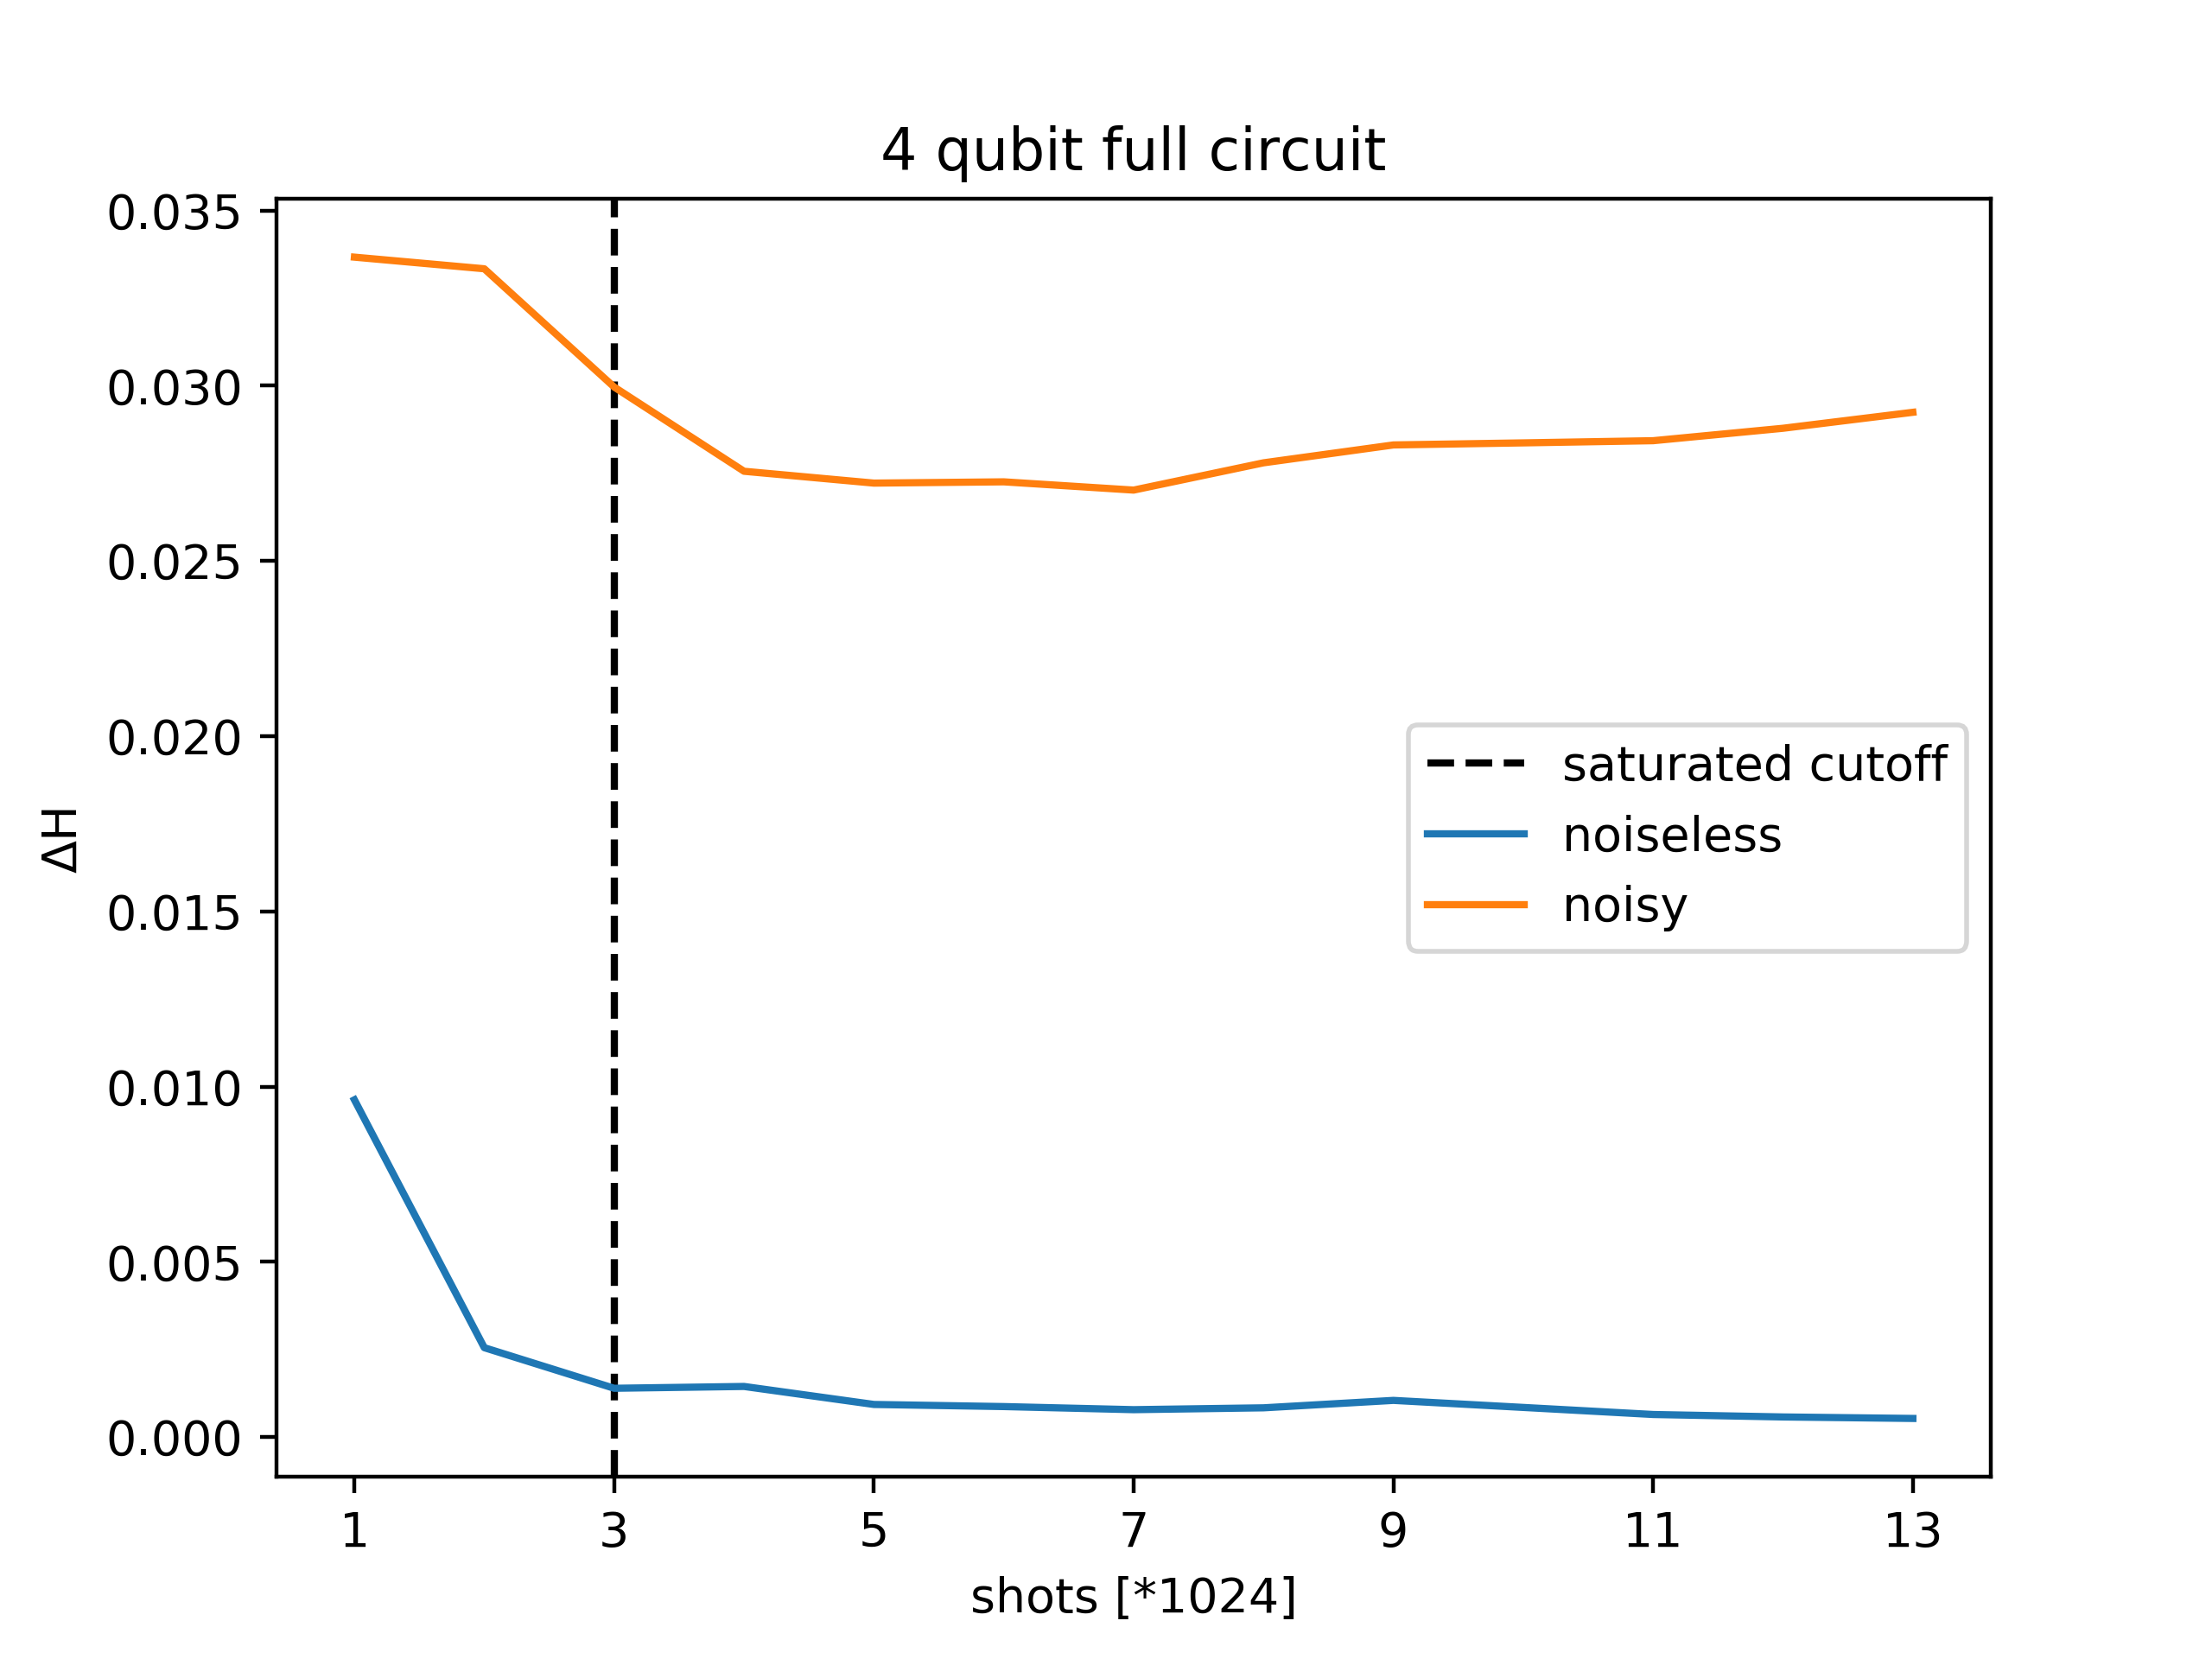 4 qubit full circuit
0.035
0.030
0.025
0.020
0.015
0.010
0.005
0.000
ΔH
saturated cutoff
noiseless
noisy
1 3 5 7 9 11 13
shots [*1024]